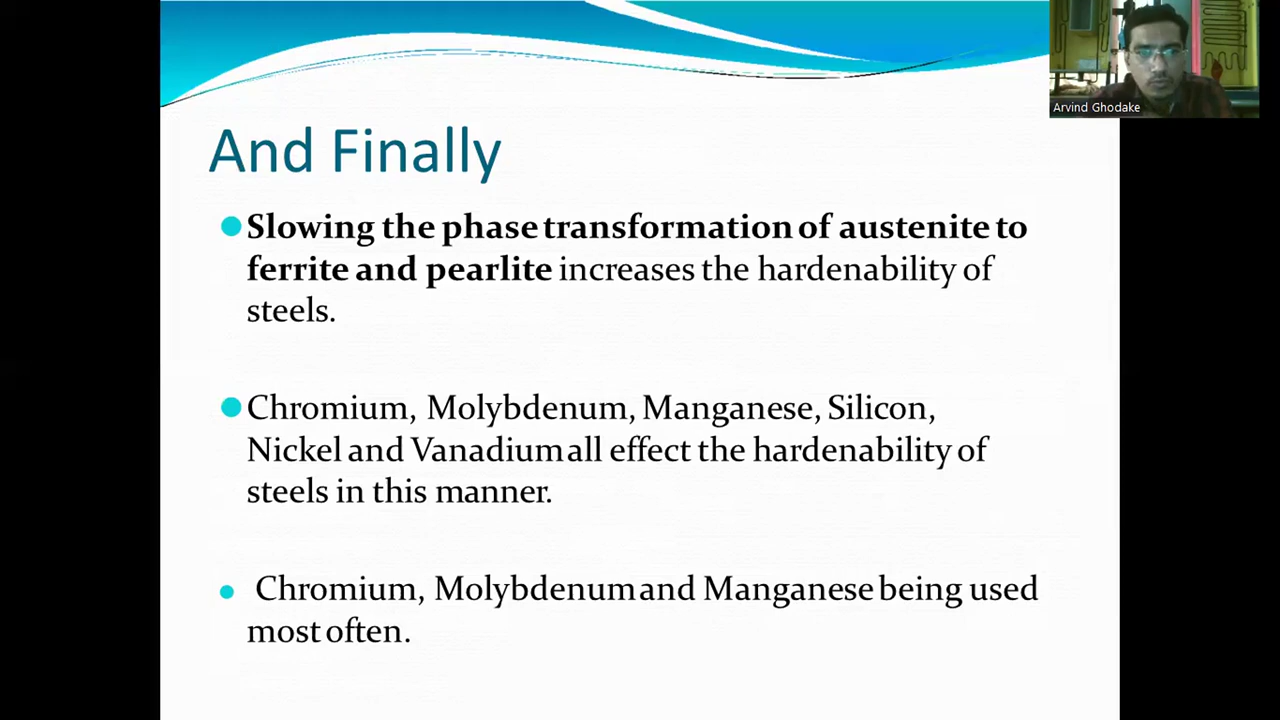 Arvind Ghodake
And Finally
Slowing the phase transformation of austenite to
ferrite and pearlite increases the hardenability of
steels.
Chromium, Molybdenum, Manganese, Silicon,
Nickel and Vanadium all effect the hardenability of
steels in this manner.
Chromium, Molybdenum and Manganese being used
most often.